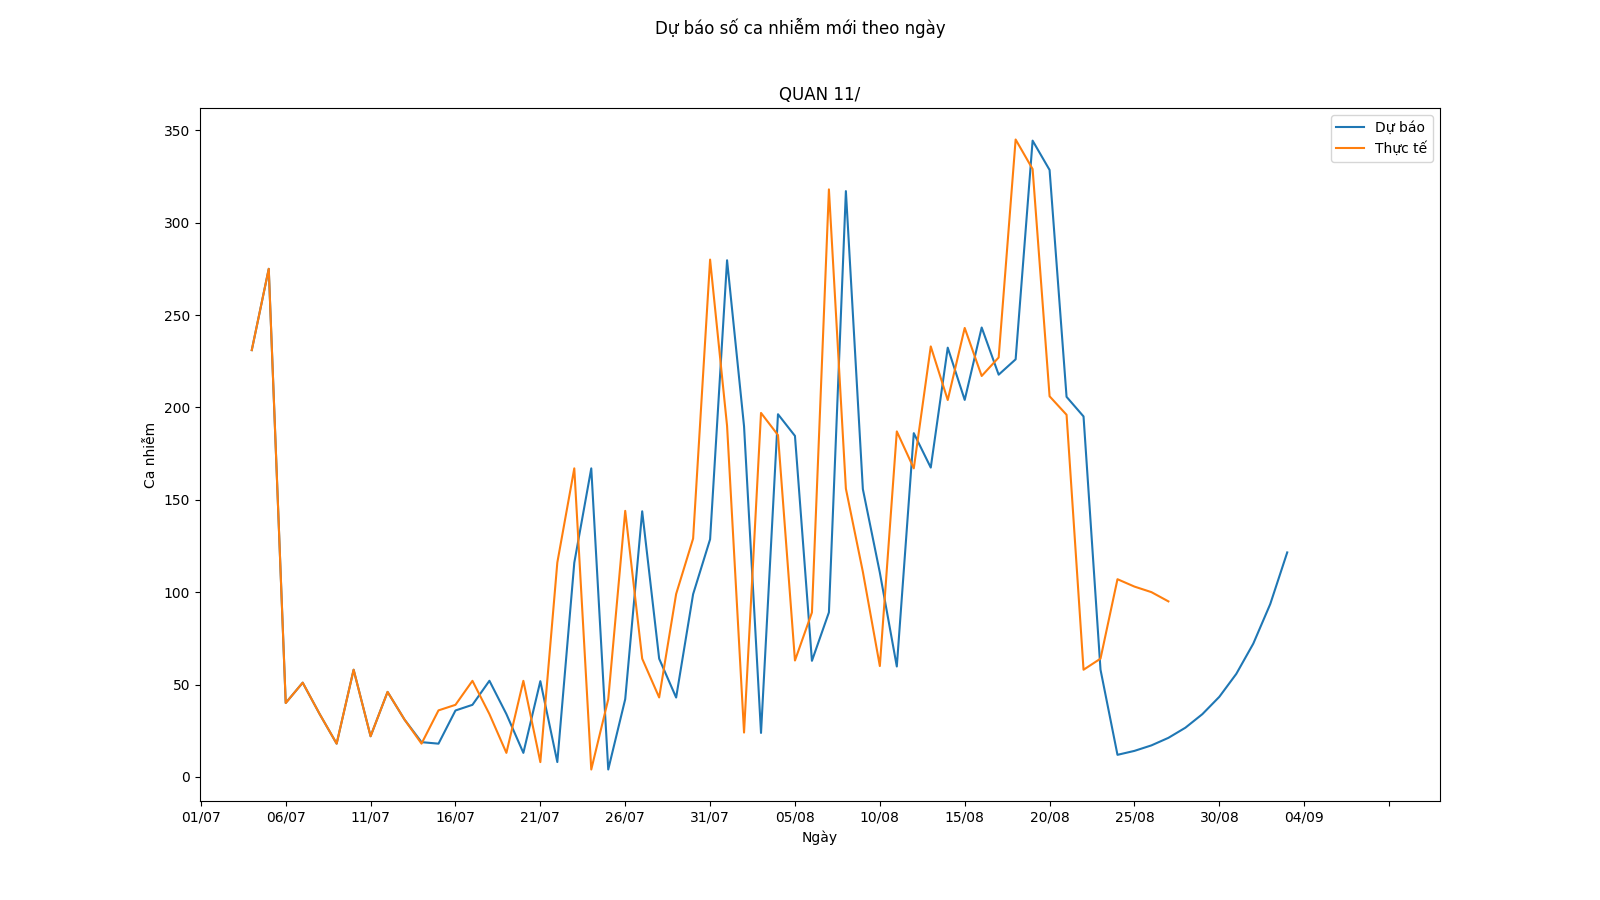 Dự báo số ca nhiễm mới theo ngày
QUAN 11/
Dự báo
Thực tế
350
300
250
200
150
100
50
0
Ca nhiễm
01/07 06/07 11/07 16/07 21/07 26/07 31/07 05/08 10/08 15/08 20/08 25/08 30/08 04/09
Ngày